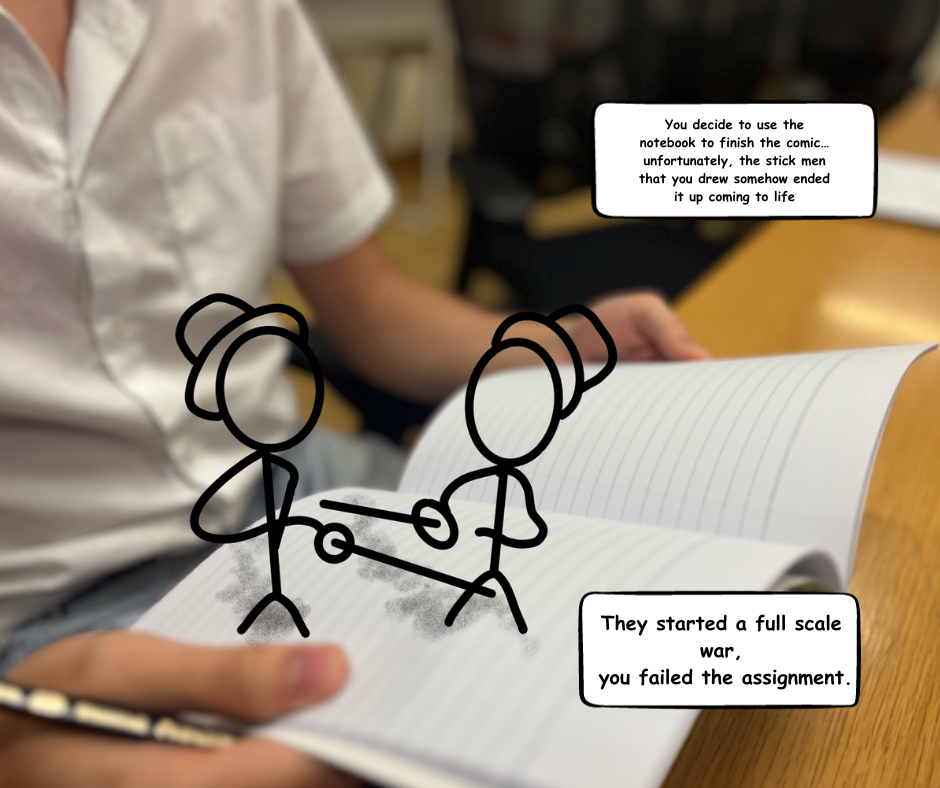 You decide to use the
notebook to finish the comic...
unfortunately, the stick men
that you drew somehow ended
it up coming to life
They started a full scale
war,
you failed the assignment.